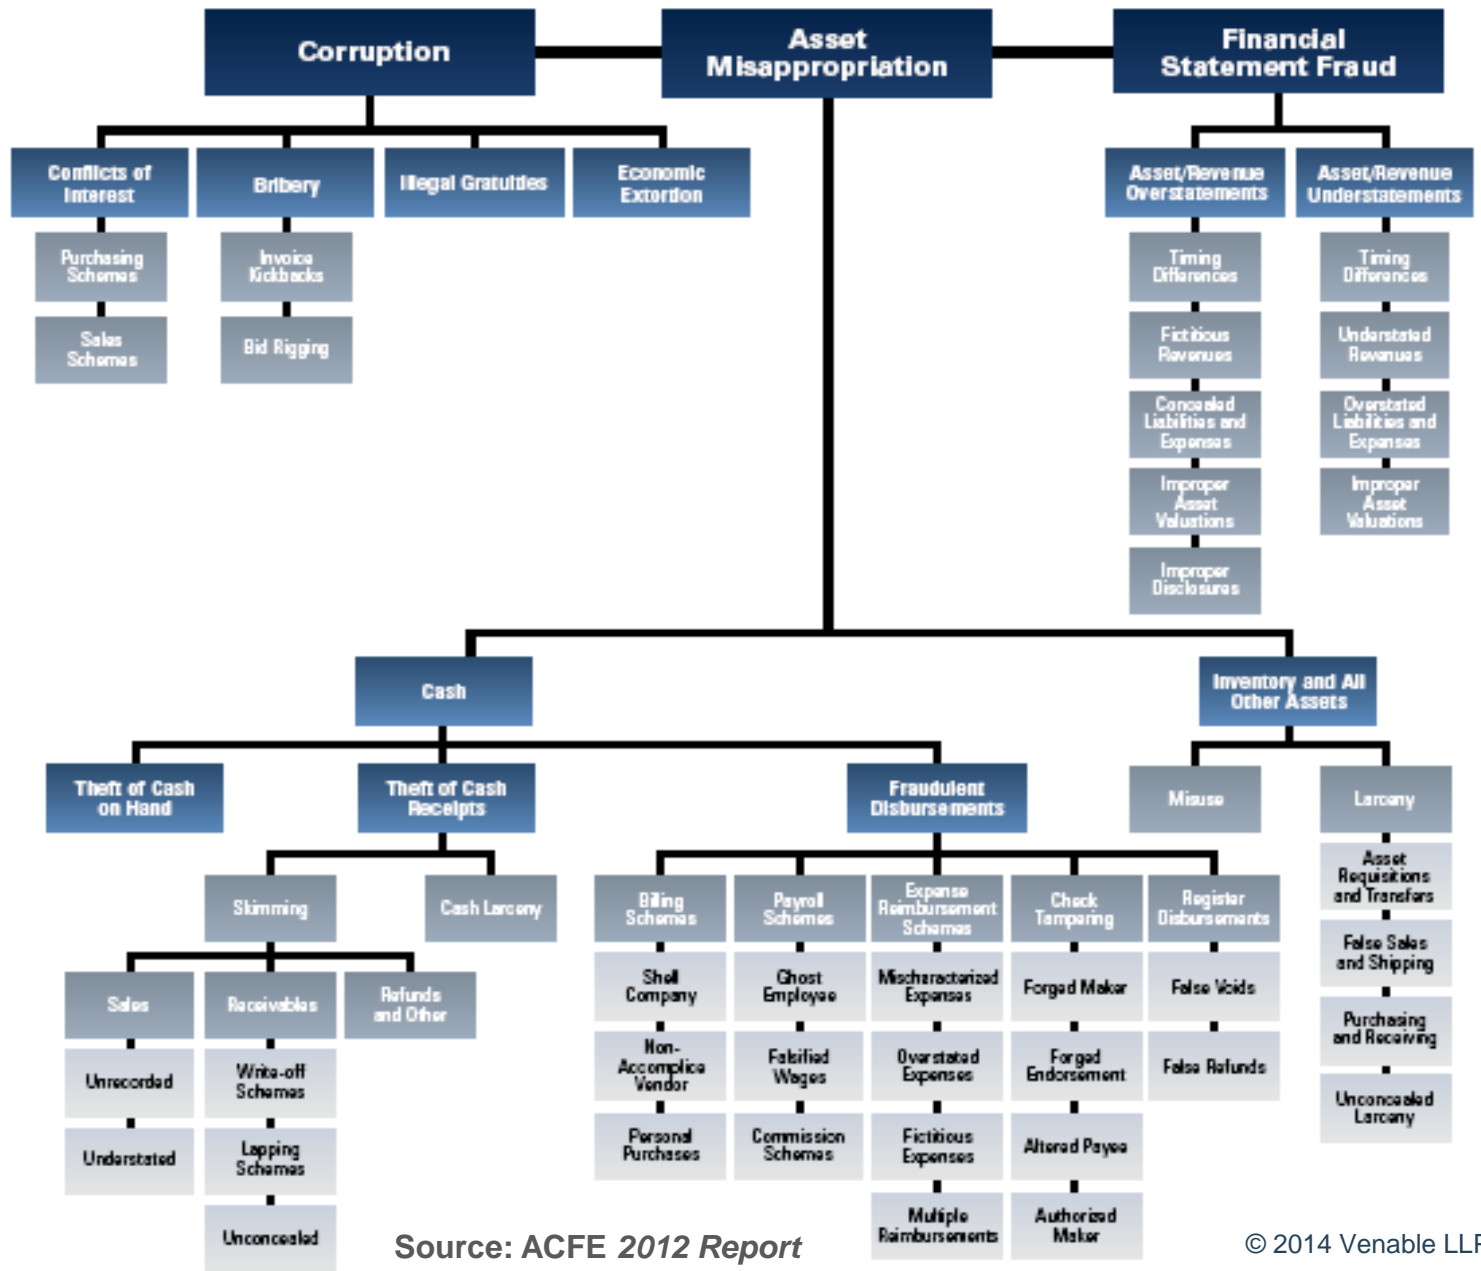 Corruption
Asset
Misappropriation
Financial
Statement Fraud
Conflicts of
Interest
Bribery
Illegal Gratuities
Economic
Extortion
Asset/Revenue
Overstatements
Asset/Revenue
Understatements
Purchasing
Schemes
Sales
Schemes
Invoice
Kickbacks
Bid Rigging
Timing
Differences
Fictitious
Revenues
Concealed
Liabilities and
Expenses
Improper
Asset
Valuations
Improper
Disclosures
Timing
Differences
Understated
Revenues
Overstated
Liabilities and
Expenses
Improper
Asset
Valuations
Cash
Inventory and All
Other Assets
Theft of Cash
on Hand
Theft of Cash
Receipts
Fraudulent
Disbursements
Misuse
Larceny
Asset
Requisitions
and Transfers
False Sales
and Shipping
Purchasing
and Receiving
Unconcealed
Larceny
Skimming
Cash Larceny
Sales
Unrecorded
Understated
Receivables
Write-off
Schemes
Lapping
Schemes
Unconcealed
Refunds
and Other
Billing
Schemes
Shell
Company
Non-
Accomplice
Vendor
Personal
Purchases
Payroll
Schemes
Ghost
Employee
Falsified
Wages
Commission
Schemes
Expense
Reimbursement
Schemes
Mischaracterized
Expenses
Overstated
Expenses
Fictitious
Expenses
Multiple
Reimbursements
Check
Tampering
Forged Maker
Forged
Endorsement
Altered Payee
Authorized
Maker
Register
Disbursements
False Voids
False Refunds
Source: ACFE 2012 Report
© 2014 Venable LLP